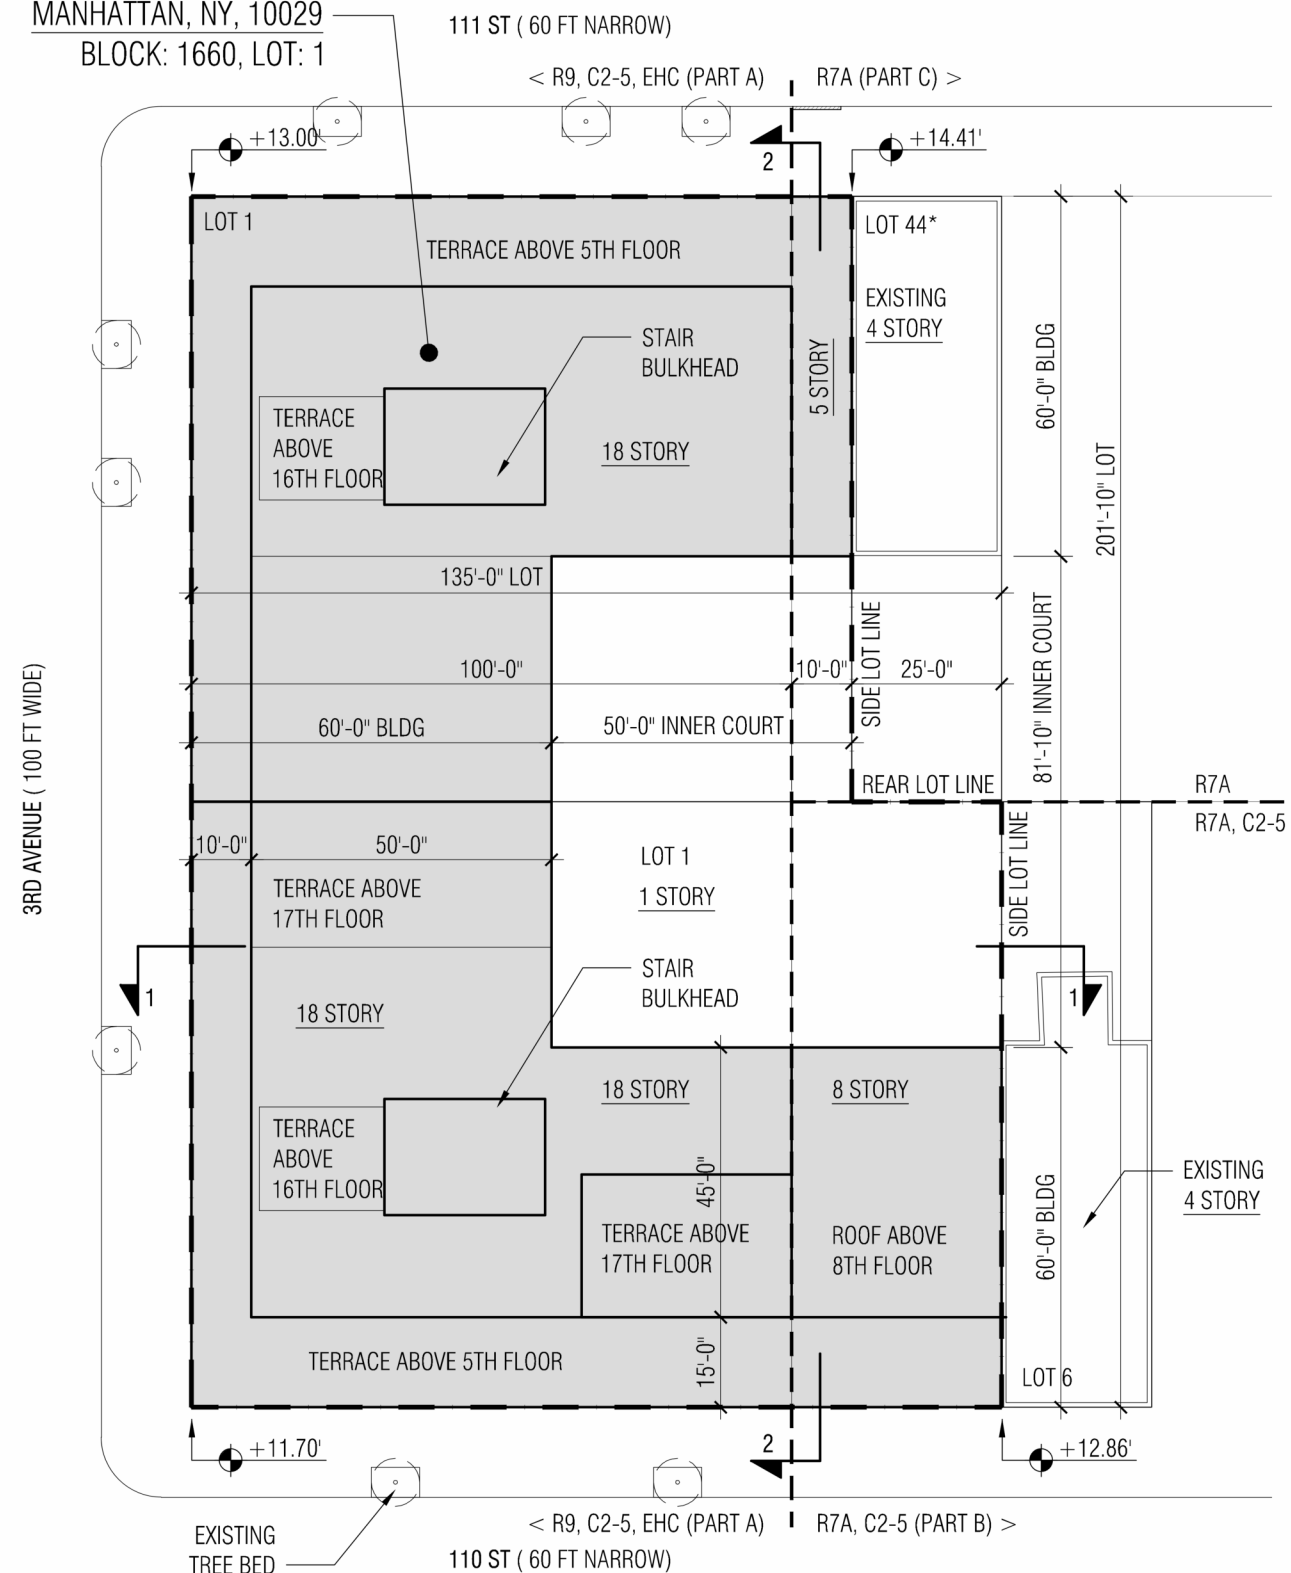 MANHATTAN, NY, 10029
BLOCK: 1660, LOT: 1
111 ST ( 60 FT NARROW)
< R9, C2-5, EHC (PART A)
R7A (PART C) >
+13.00'
2
+14.41'
LOT 1
TERRACE ABOVE 5TH FLOOR
LOT 44*
EXISTING
4 STORY
STAIR
BULKHEAD
5 STORY
60'-0" BLDG
TERRACE
ABOVE
16TH FLOOR
18 STORY
201'-10" LOT
135'-0" LOT
100'-0"
10'-0"
SIDE LOT LINE
25'-0"
81'-10" INNER COURT
60'-0" BLDG
50'-0" INNER COURT
3RD AVENUE ( 100 FT WIDE)
REAR LOT LINE
R7A
R7A, C2-5
10'-0"
50'-0"
LOT 1
1 STORY
SIDE LOT LINE
TERRACE ABOVE
17TH FLOOR
STAIR
BULKHEAD
1
1
18 STORY
18 STORY
8 STORY
TERRACE
ABOVE
16TH FLOOR
45'-0"
EXISTING
4 STORY
TERRACE ABOVE
17TH FLOOR
ROOF ABOVE
8TH FLOOR
60'-0" BLDG
TERRACE ABOVE 5TH FLOOR
15'-0"
LOT 6
+11.70'
2
+12.86'
EXISTING
TREE BED
< R9, C2-5, EHC (PART A)
R7A, C2-5 (PART B) >
110 ST ( 60 FT NARROW)